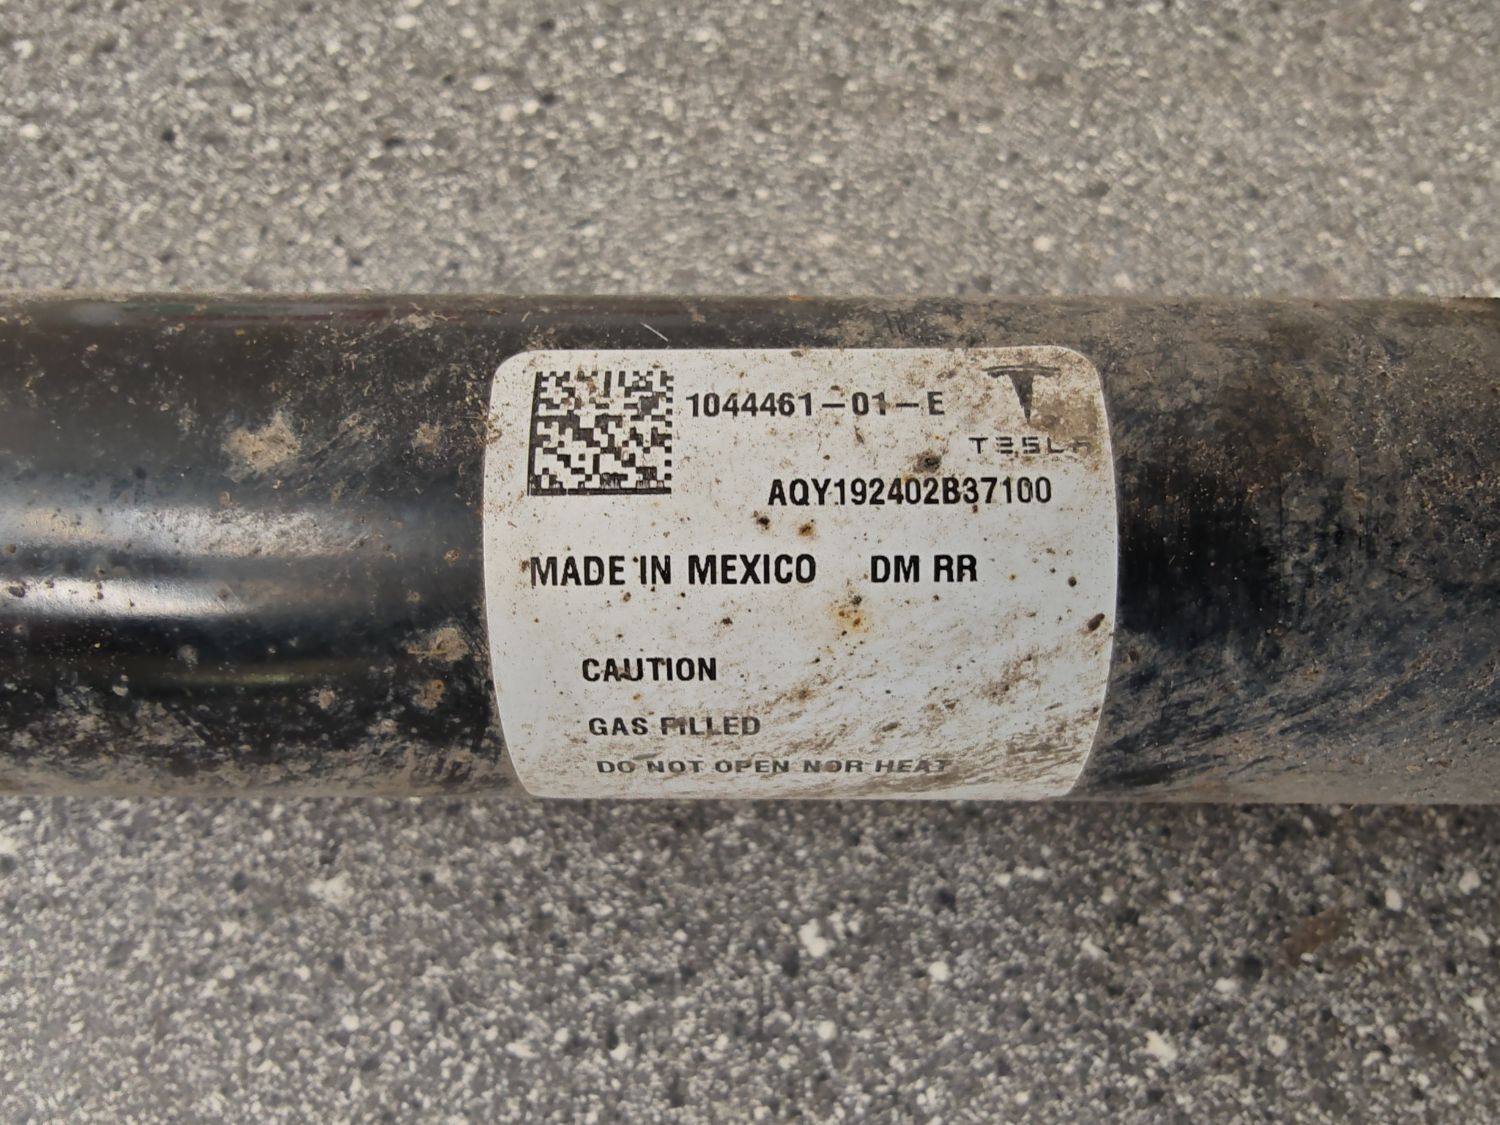 1044461-01-E
TESLA
AQY192402B37100
MADE IN MEXICO DM RR
CAUTION
GAS FILLED
DO NOT OPEN NOR HEAT